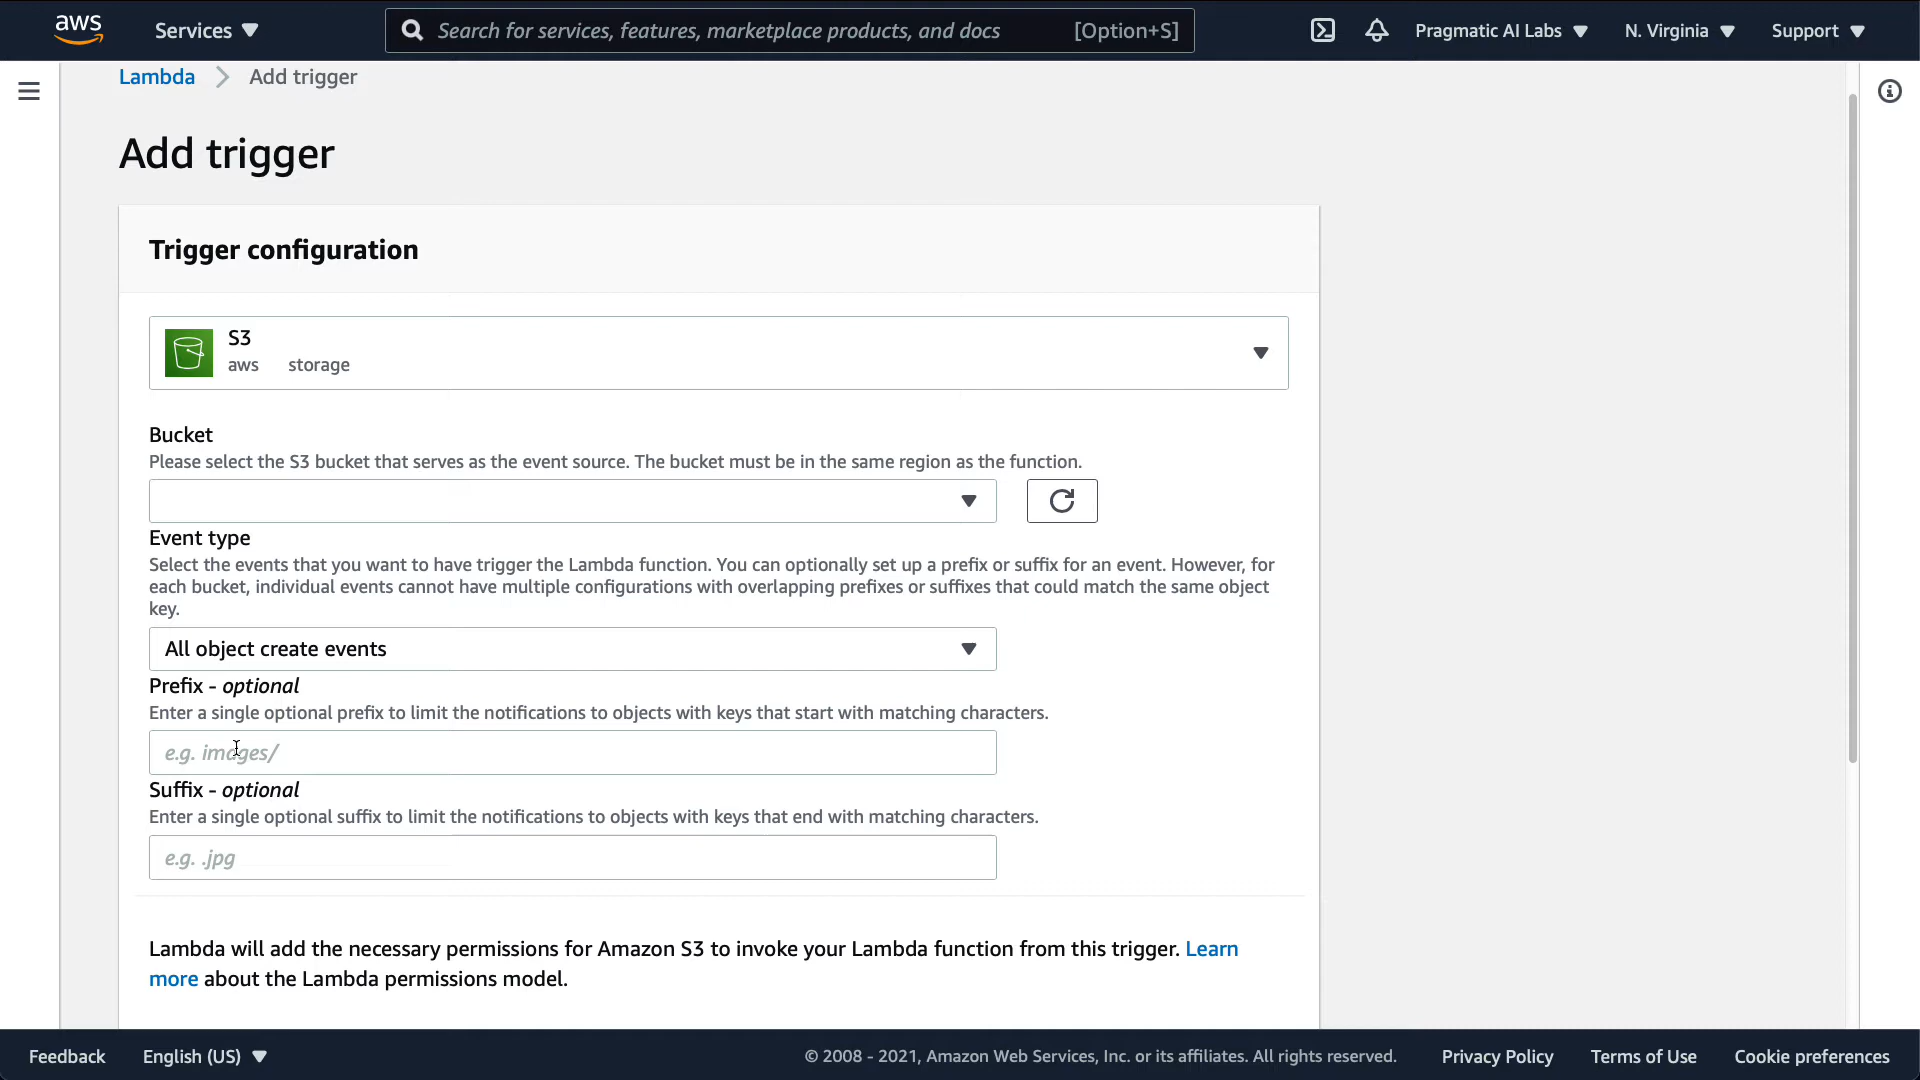 aws
Services
Search for services, features, marketplace products, and docs [Option+S]
Pragmatic AI Labs
N. Virginia
Support
Lambda Add trigger
Add trigger
Trigger configuration
S3
aws storage
Bucket
Please select the S3 bucket that serves as the event source. The bucket must be in the same region as the function.
Event type
Select the events that you want to have trigger the Lambda function. You can optionally set up a prefix or suffix for an event. However, for
each bucket, individual events cannot have multiple configurations with overlapping prefixes or suffixes that could match the same object
key.
All object create events
Prefix - optional
Enter a single optional prefix to limit the notifications to objects with keys that start with matching characters.
e.g. images/
Suffix - optional
Enter a single optional suffix to limit the notifications to objects with keys that end with matching characters.
e.g. .jpg
Lambda will add the necessary permissions for Amazon S3 to invoke your Lambda function from this trigger. Learn
more about the Lambda permissions model.
Feedback
English (US)
© 2008 - 2021, Amazon Web Services, Inc. or its affiliates. All rights reserved.
Privacy Policy
Terms of Use
Cookie preferences